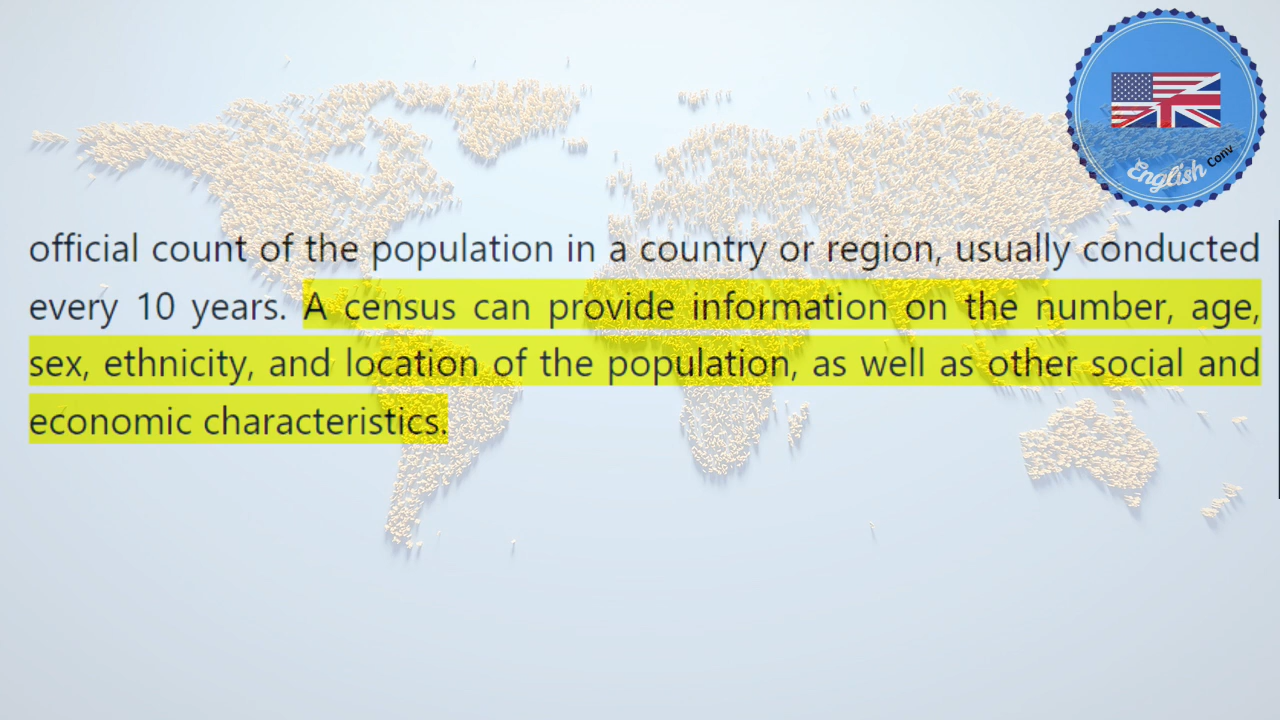 English Conv
official count of the population in a country or region, usually conducted
every 10 years. A census can provide information on the number, age,
sex, ethnicity, and location of the population, as well as other social and
economic characteristics.